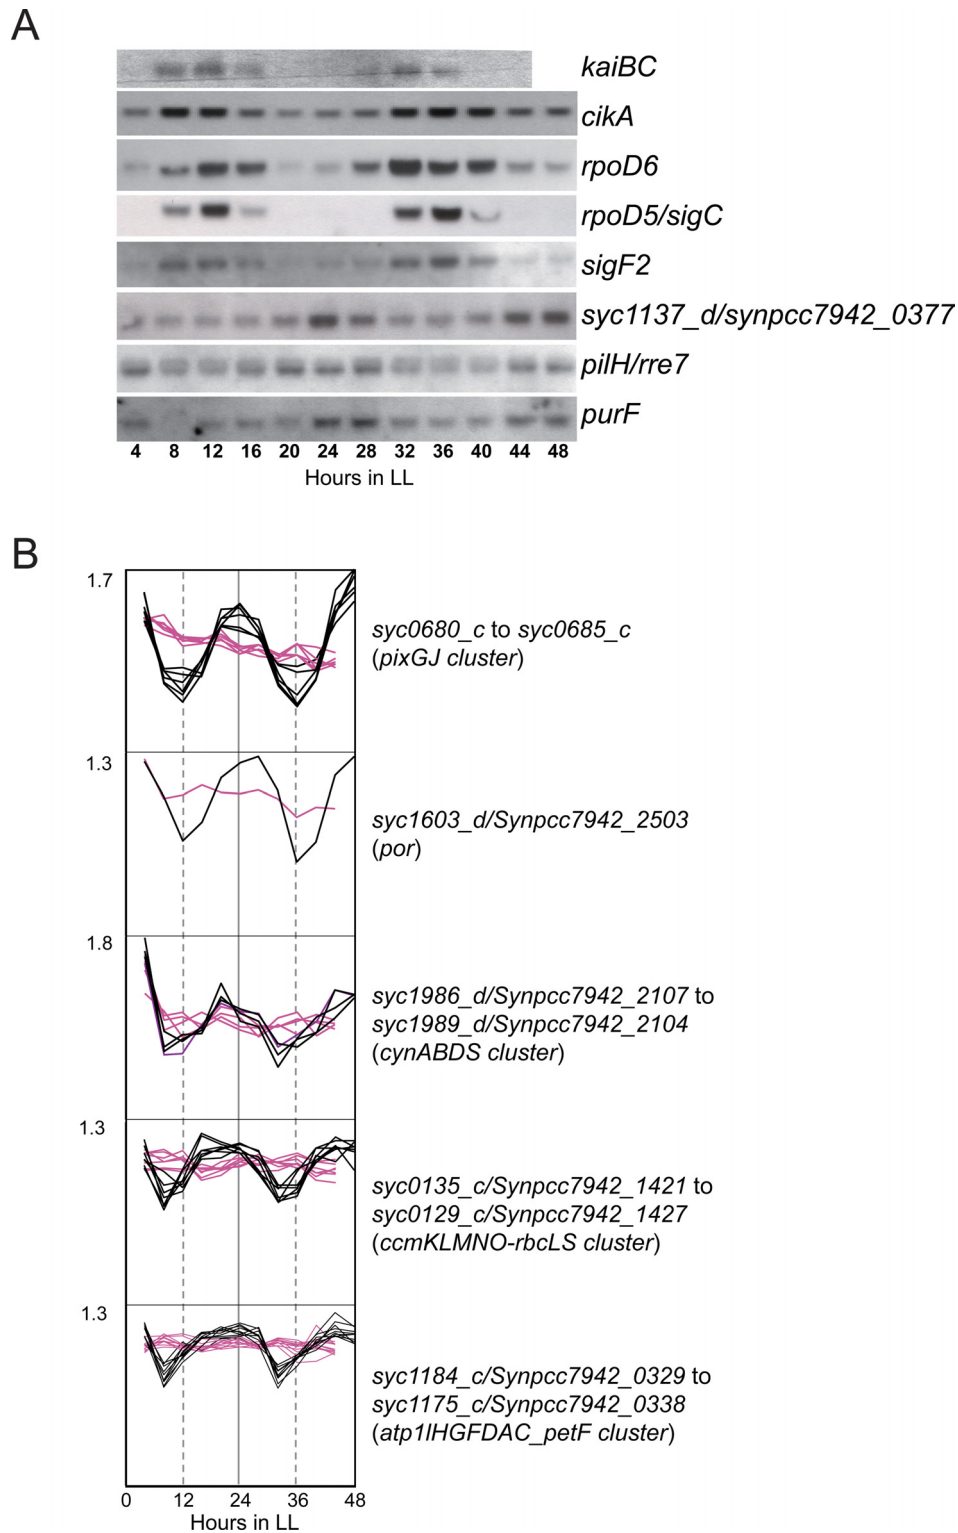 A
kaiBC
cikA
rpoD6
rpoD5/sigC
sigF2
syc1137_d/synpcc7942_0377
pilH/rre7
purF
4 8 12 16 20 24 28 32 36 40 44 48
Hours in LL
B
1.7
syc0680_c to syc0685_c
(pixGJ cluster)
1.3
syc1603_d/Synpcc7942_2503
(por)
1.8
syc1986_d/Synpcc7942_2107 to
syc1989_d/Synpcc7942_2104
(cynABDS cluster)
1.3
syc0135_c/Synpcc7942_1421 to
syc0129_c/Synpcc7942_1427
(ccmKLMNO-rbcLS cluster)
1.3
syc1184_c/Synpcc7942_0329 to
syc1175_c/Synpcc7942_0338
(atp1IHGFDAC_petF cluster)
0 12 24 36 48
Hours in LL